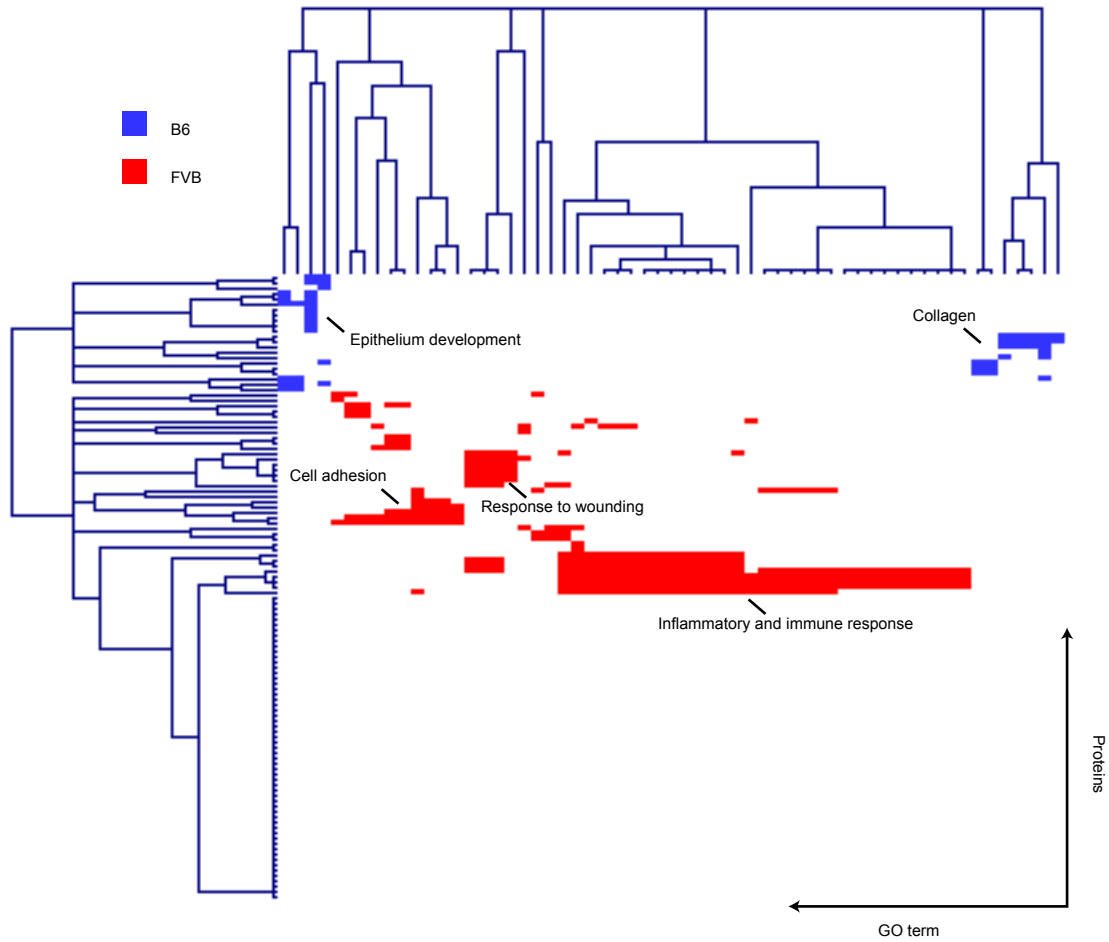 B6
FVB
Collagen
Epithelium development
Cell adhesion
Response to wounding
Inflammatory and immune response
Proteins
GO term